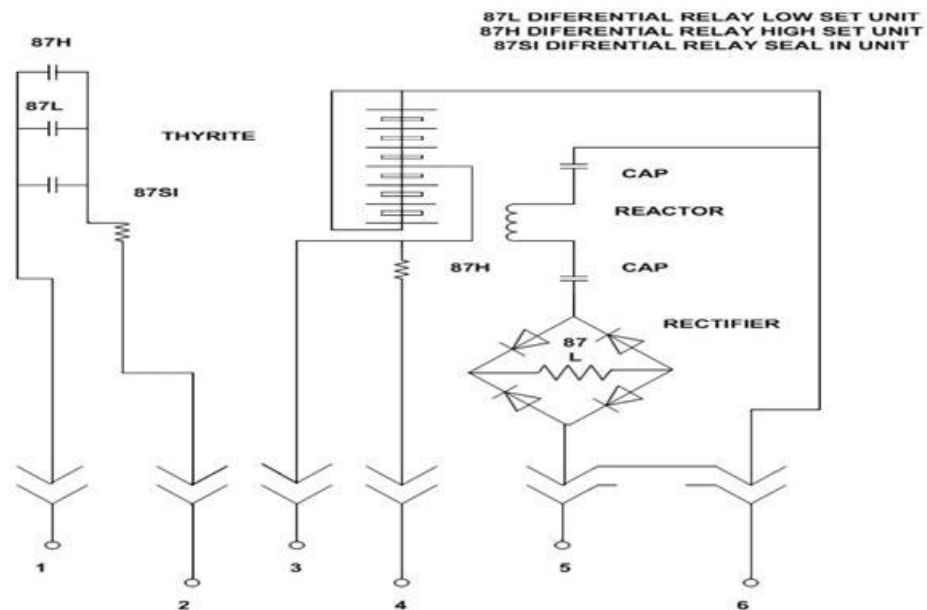 87L DIFERENTIAL RELAY LOW SET UNIT
87H DIFERENTIAL RELAY HIGH SET UNIT
87SI DIFRENTIAL RELAY SEAL IN UNIT
87H
87L
THYRITE
87SI
CAP
REACTOR
87H
CAP
RECTIFIER
87
L
1
2
3
4
5
6